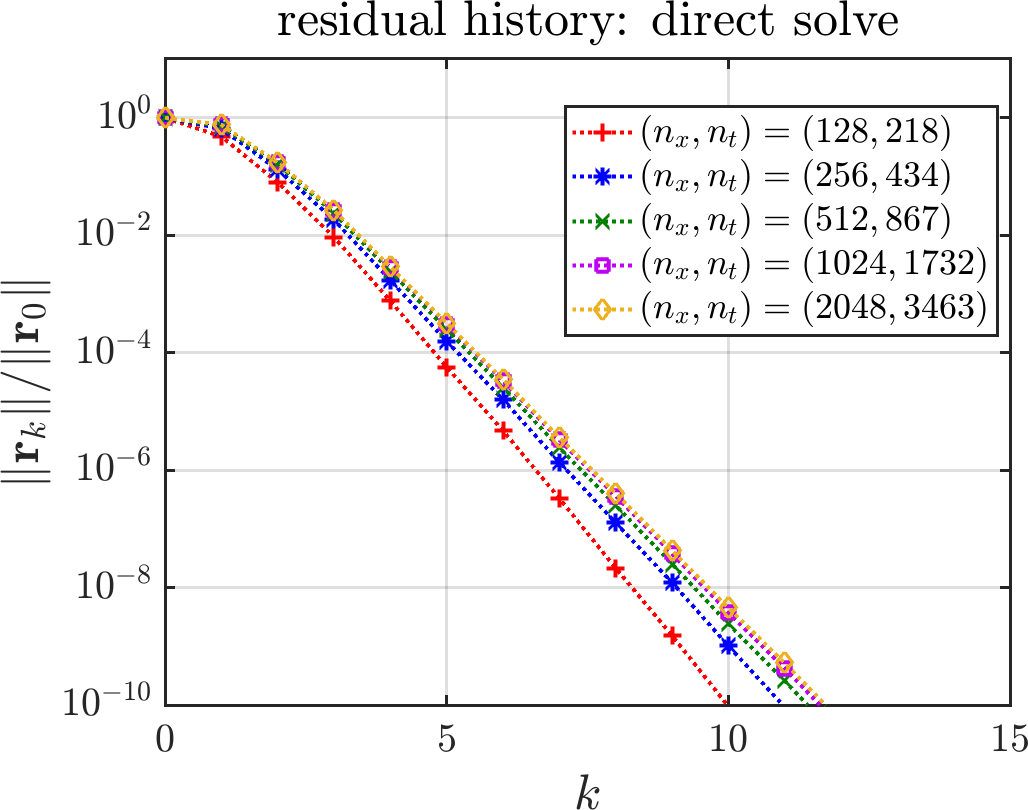 residual history: direct solve
‖r_k‖/‖r_0‖
10^0
10^−2
10^−4
10^−6
10^−8
10^−10
(n_x, n_t) = (128, 218)
(n_x, n_t) = (256, 434)
(n_x, n_t) = (512, 867)
(n_x, n_t) = (1024, 1732)
(n_x, n_t) = (2048, 3463)
0 5 10 15
k